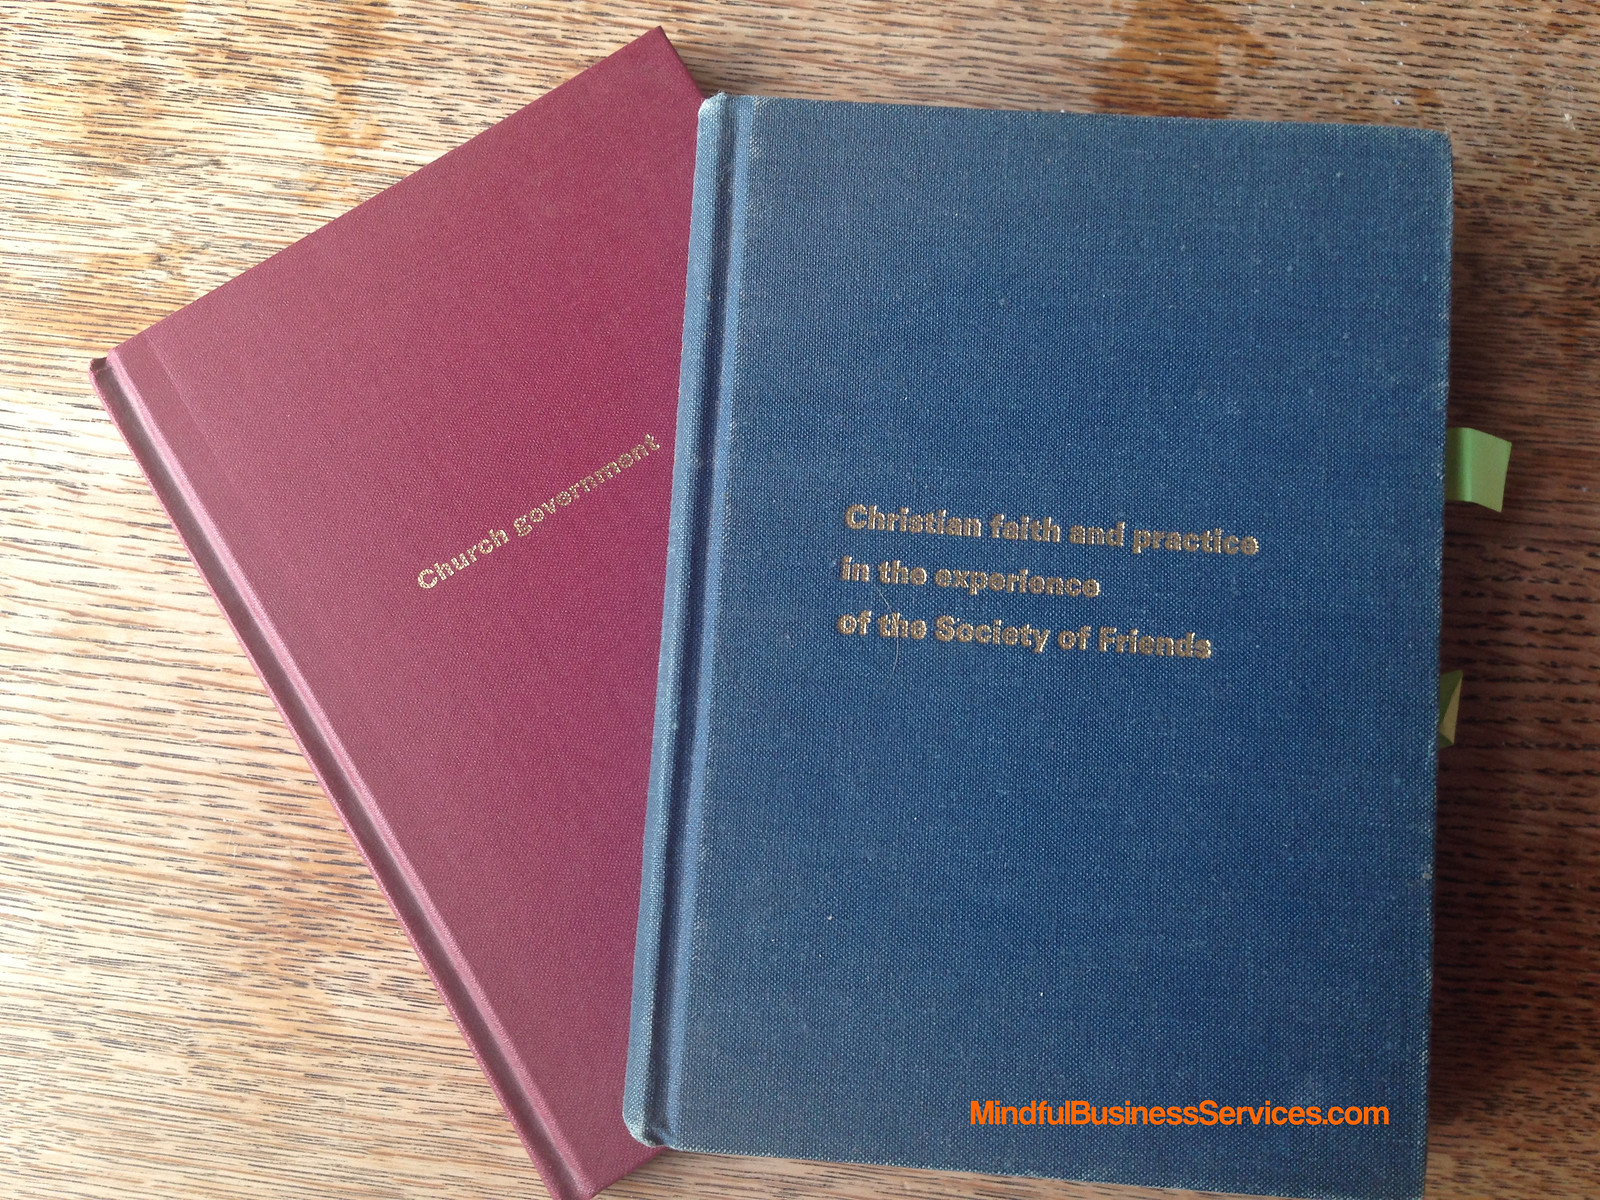 Church government
Christian faith and practice
in the experience
of the Society of Friends
MindfulBusinessServices.com